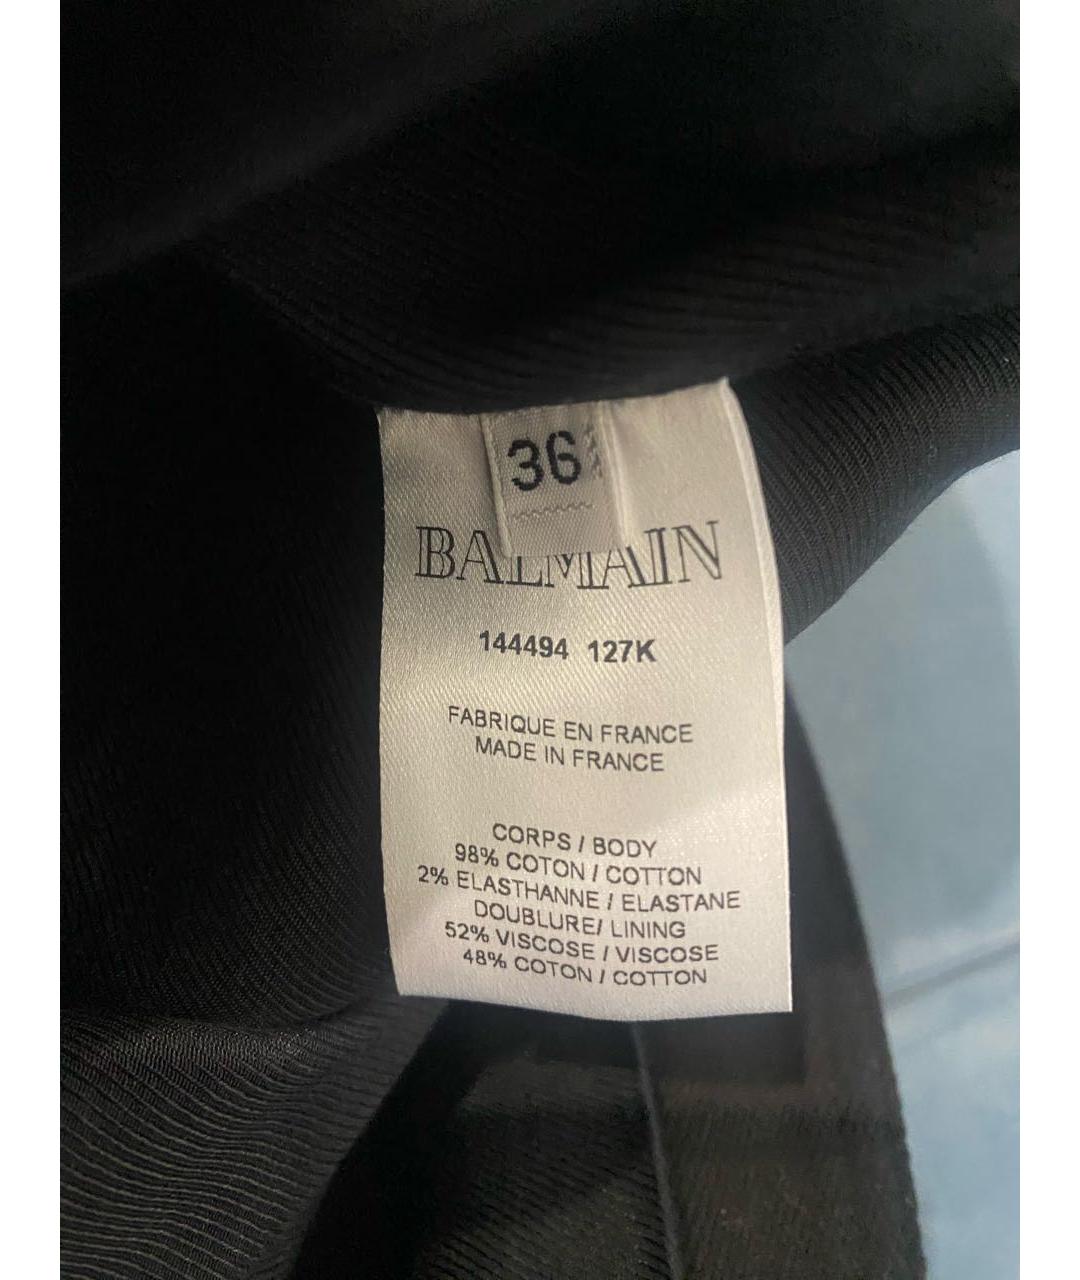 36
BALMAIN
144494 127K
FABRIQUE EN FRANCE
MADE IN FRANCE
CORPS / BODY
98% COTON / COTTON
2% ELASTHANNE / ELASTANE
DOUBLURE/ LINING
52% VISCOSE / VISCOSE
48% COTON / COTTON